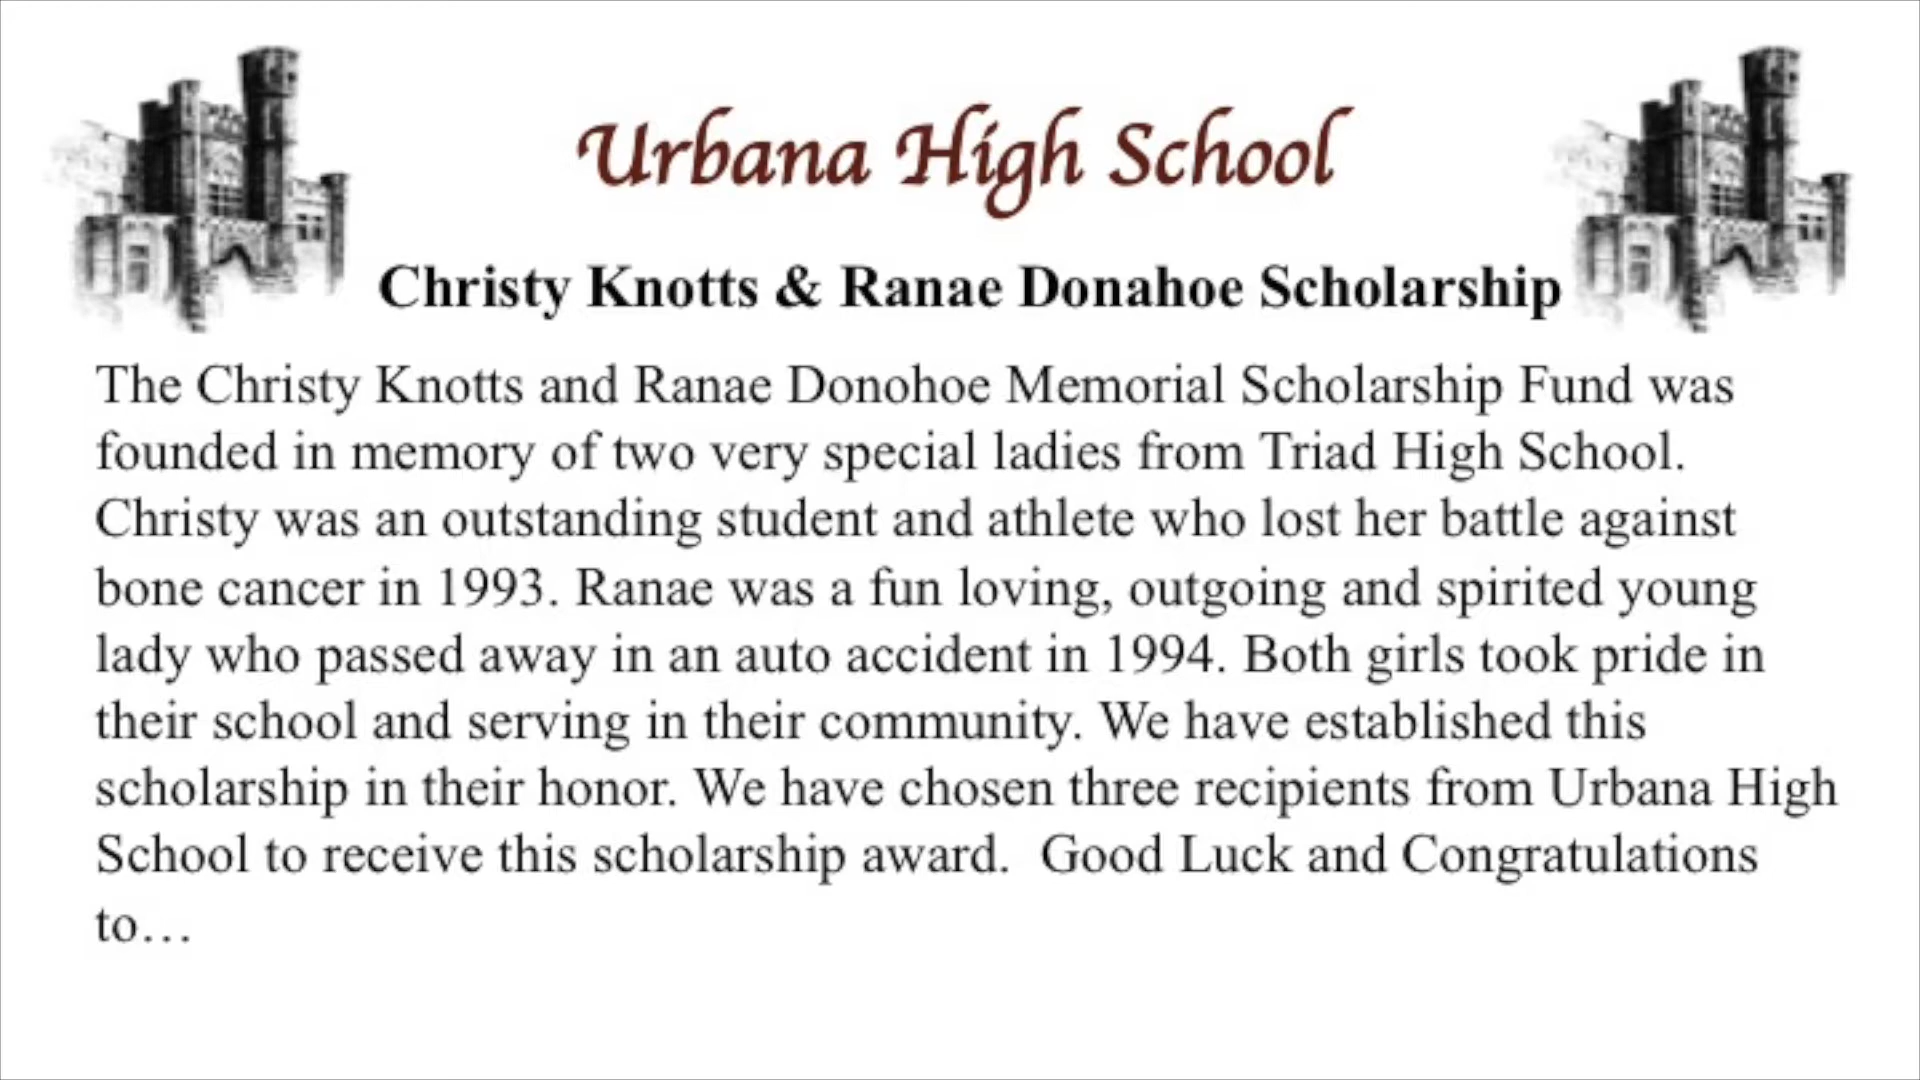 Urbana High School
Christy Knotts & Ranae Donahoe Scholarship
The Christy Knotts and Ranae Donohoe Memorial Scholarship Fund was
founded in memory of two very special ladies from Triad High School.
Christy was an outstanding student and athlete who lost her battle against
bone cancer in 1993. Ranae was a fun loving, outgoing and spirited young
lady who passed away in an auto accident in 1994. Both girls took pride in
their school and serving in their community. We have established this
scholarship in their honor. We have chosen three recipients from Urbana High
School to receive this scholarship award.  Good Luck and Congratulations
to…